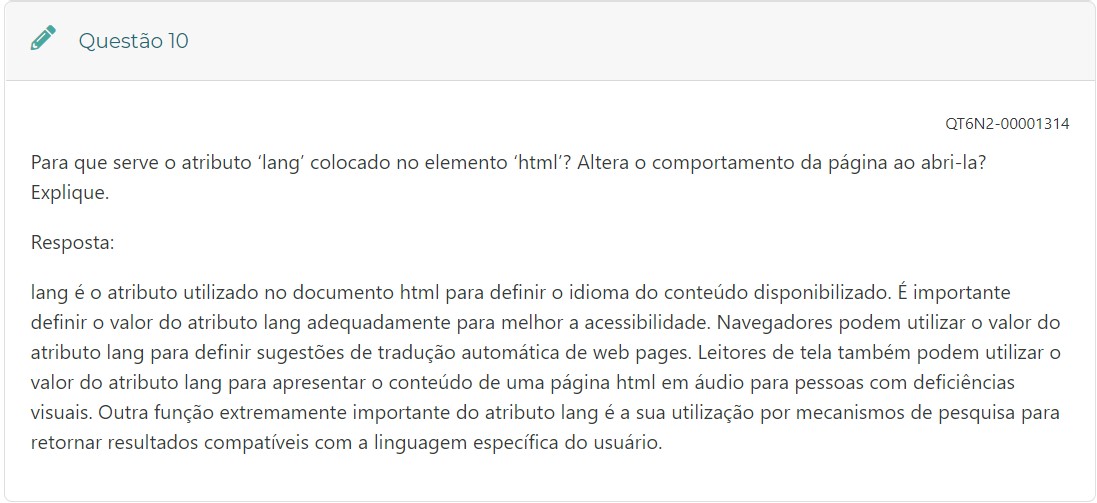 Questão 10
QT6N2-00001314
Para que serve o atributo ‘lang’ colocado no elemento ‘html’? Altera o comportamento da página ao abri-la?
Explique.
Resposta:
lang é o atributo utilizado no documento html para definir o idioma do conteúdo disponibilizado. É importante
definir o valor do atributo lang adequadamente para melhor a acessibilidade. Navegadores podem utilizar o valor do
atributo lang para definir sugestões de tradução automática de web pages. Leitores de tela também podem utilizar o
valor do atributo lang para apresentar o conteúdo de uma página html em áudio para pessoas com deficiências
visuais. Outra função extremamente importante do atributo lang é a sua utilização por mecanismos de pesquisa para
retornar resultados compatíveis com a linguagem específica do usuário.